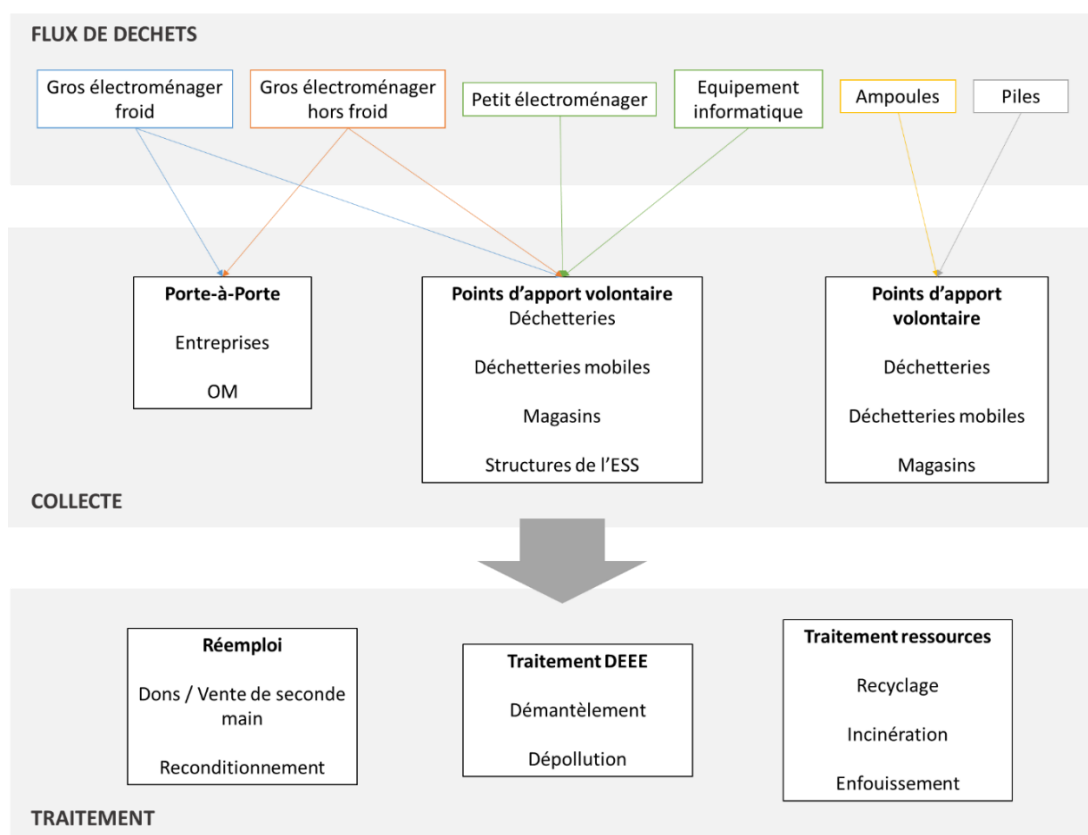 FLUX DE DECHETS
Gros électroménager
froid
Gros électroménager
hors froid
Petit électroménager
Equipement
informatique
Ampoules
Piles
Porte-à-Porte
Entreprises
OM
Points d'apport volontaire
Déchetteries
Déchetteries mobiles
Magasins
Structures de l'ESS
Points d'apport
volontaire
Déchetteries
Déchetteries mobiles
Magasins
COLLECTE
Réemploi
Dons / Vente de seconde
main
Reconditionnement
Traitement DEEE
Démantèlement
Dépollution
Traitement ressources
Recyclage
Incinération
Enfouissement
TRAITEMENT